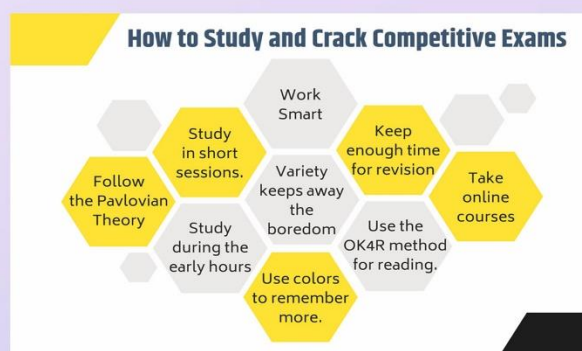 How to Study and Crack Competitive Exams
Work
Smart
Study
in short
sessions.
Keep
enough time
for revision
Follow
the Pavlovian
Theory
Variety
keeps away
the
boredom
Take
online
courses
Study
during the
early hours
Use the
OK4R method
for reading.
Use colors
to remember
more.